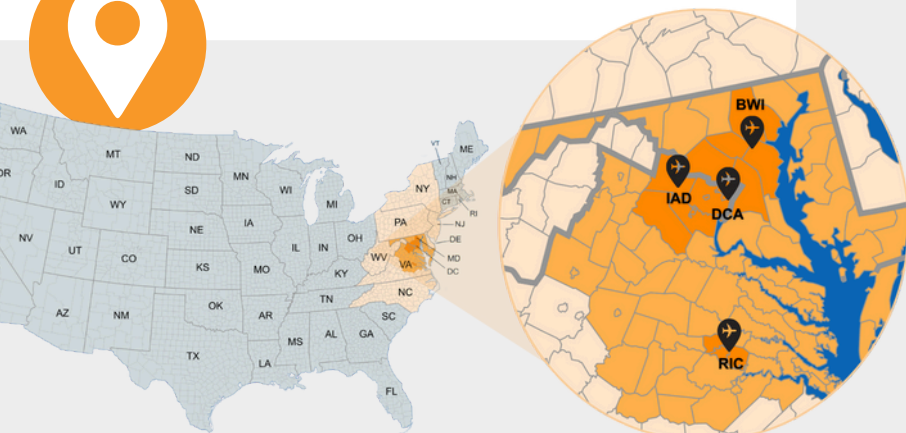 WA
MT
ND
MN
VT
ME
OR
ID
SD
WI
MI
NY
NH
MA
CT
RI
WY
IA
PA
NJ
NV
UT
NE
IL
IN
OH
DE
CO
KS
MO
KY
WV
VA
MD
DC
AZ
NM
OK
AR
TN
NC
SC
TX
LA
MS
AL
GA
FL
BWI
IAD
DCA
RIC